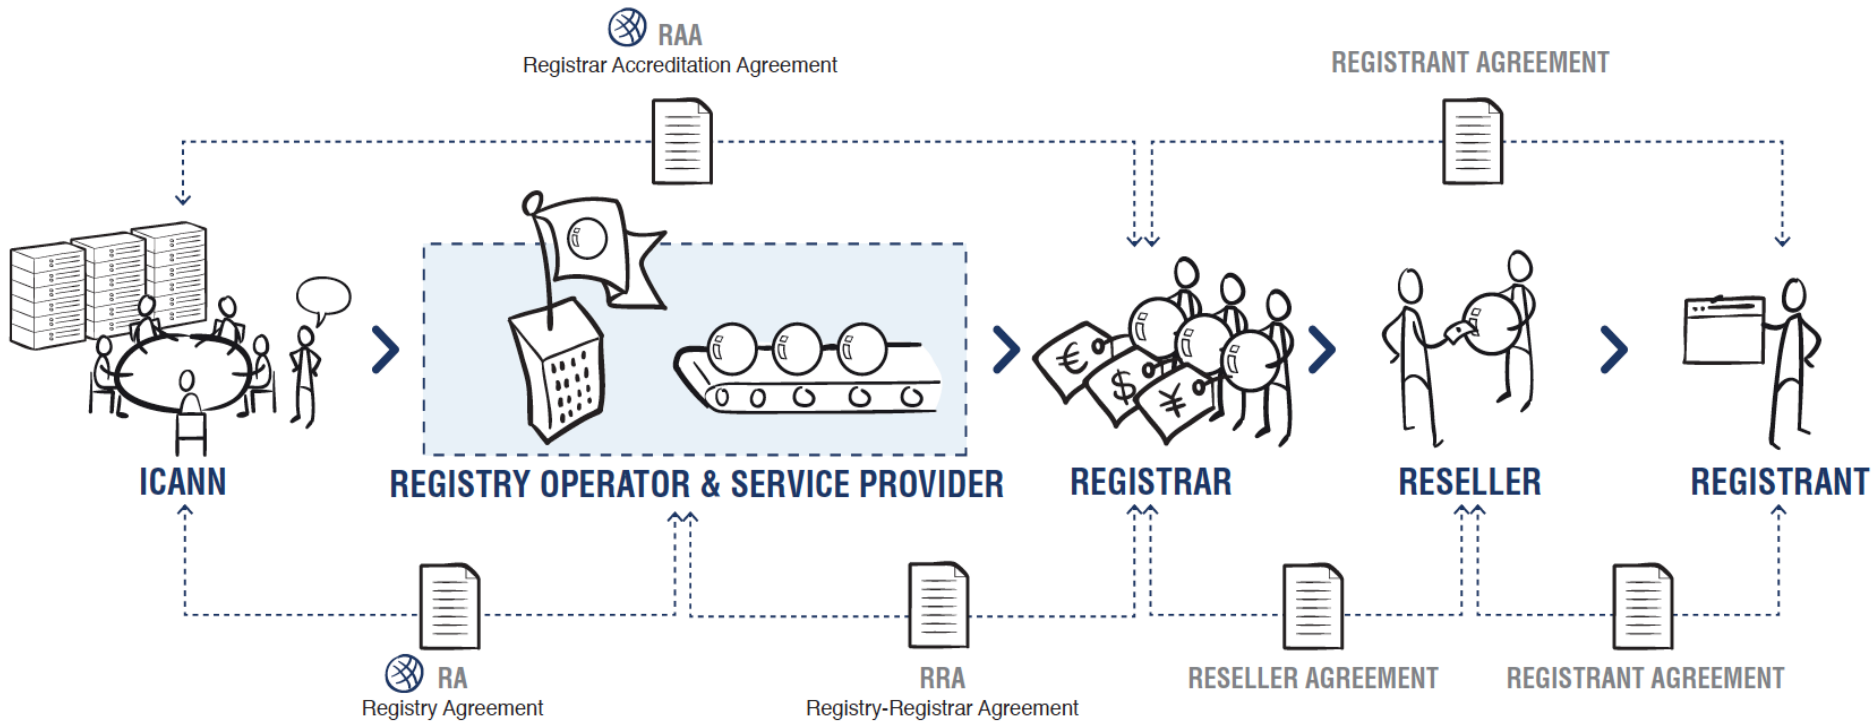 RAA
Registrar Accreditation Agreement
REGISTRANT AGREEMENT
€
$
¥
ICANN
REGISTRY OPERATOR & SERVICE PROVIDER
REGISTRAR
RESELLER
REGISTRANT
RA
Registry Agreement
RRA
Registry-Registrar Agreement
RESELLER AGREEMENT
REGISTRANT AGREEMENT